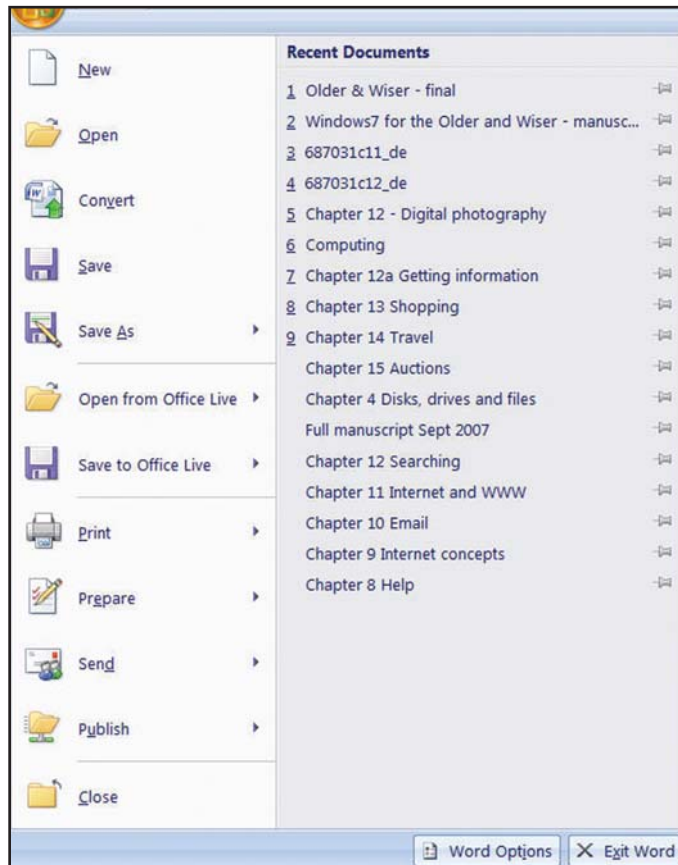 New
Open
Convert
Save
Save As
Open from Office Live
Save to Office Live
Print
Prepare
Send
Publish
Close
Recent Documents
1 Older & Wiser - final
2 Windows7 for the Older and Wiser - manusc...
3 687031c11_de
4 687031c12_de
5 Chapter 12 - Digital photography
6 Computing
7 Chapter 12a Getting information
8 Chapter 13 Shopping
9 Chapter 14 Travel
Chapter 15 Auctions
Chapter 4 Disks, drives and files
Full manuscript Sept 2007
Chapter 12 Searching
Chapter 11 Internet and WWW
Chapter 10 Email
Chapter 9 Internet concepts
Chapter 8 Help
Word Options
Exit Word